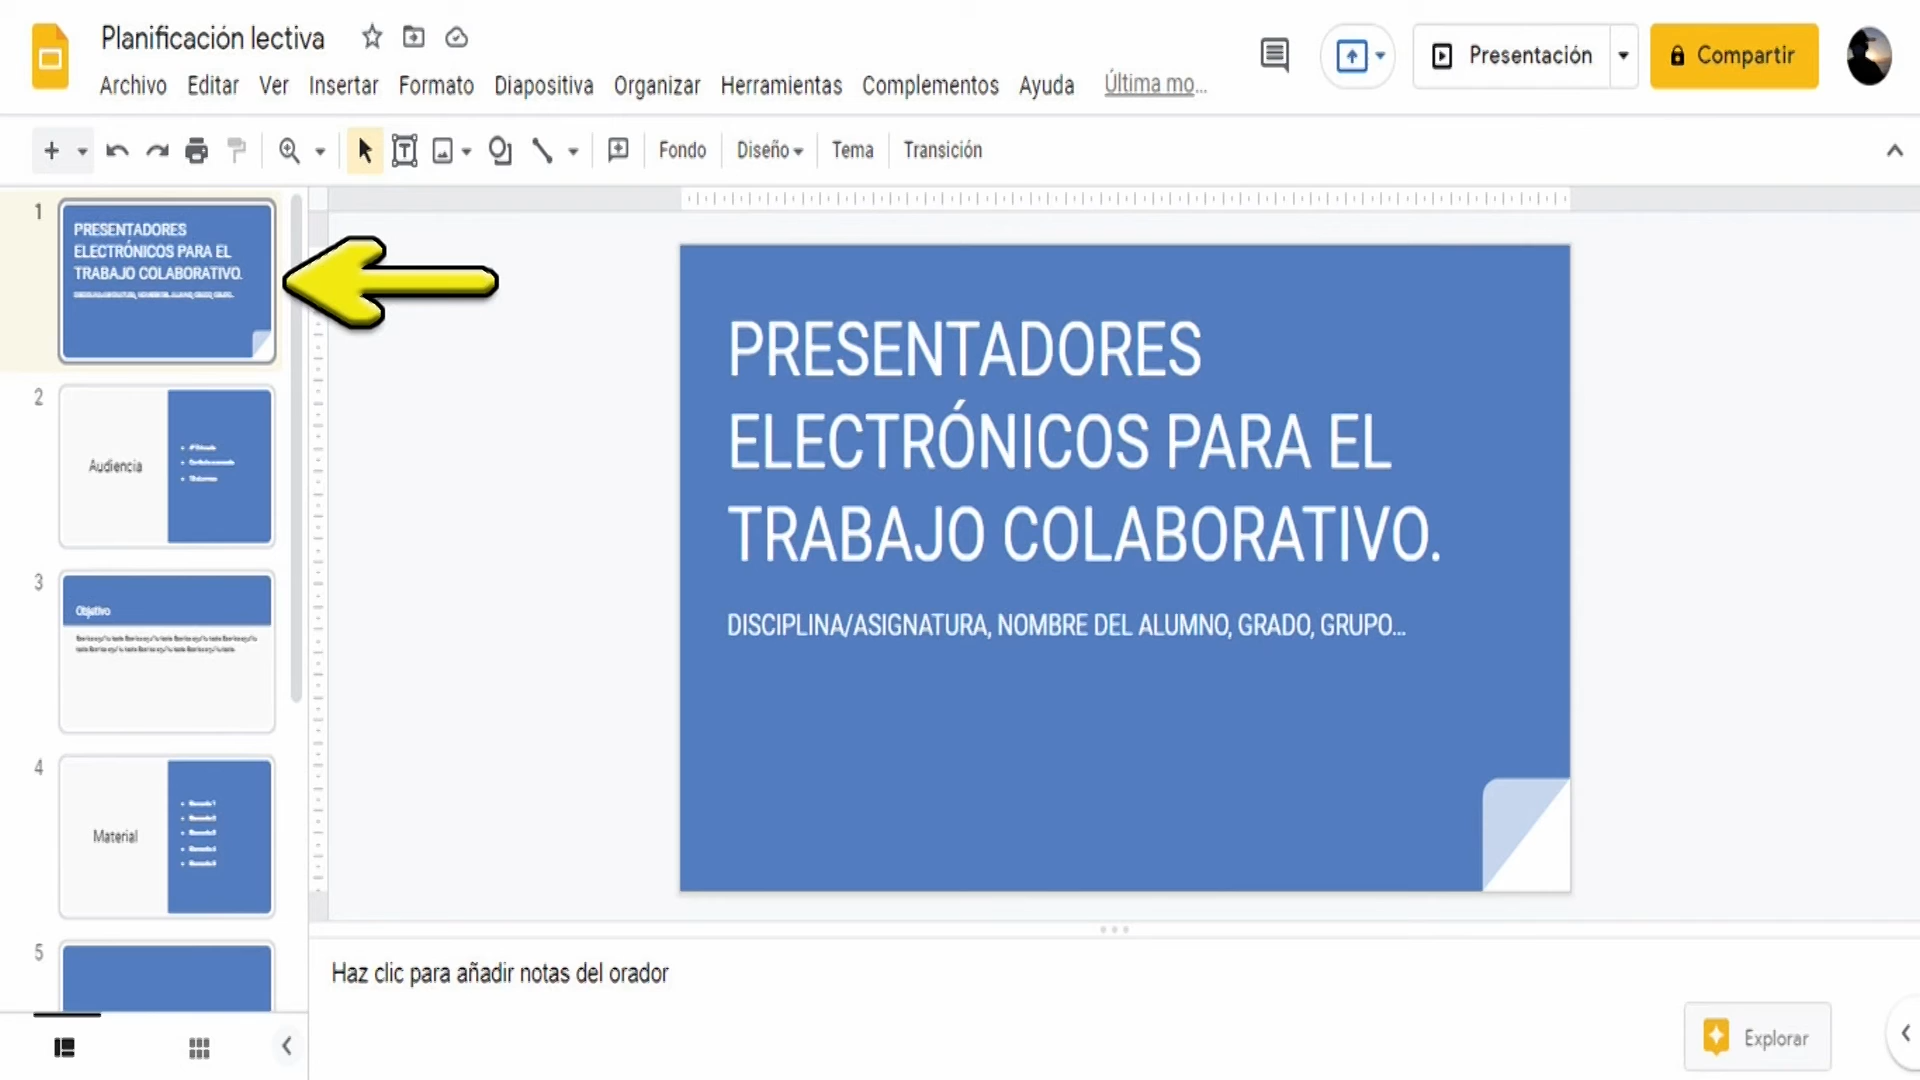 Planificación lectiva
Archivo Editar Ver Insertar Formato Diapositiva Organizar Herramientas Complementos Ayuda Última mo...
Presentación
Compartir
Fondo Diseño Tema Transición
1
PRESENTADORES
ELECTRÓNICOS PARA EL
TRABAJO COLABORATIVO.
2
Audiencia
3
Objetivo
4
Material
5
PRESENTADORES
ELECTRÓNICOS PARA EL
TRABAJO COLABORATIVO.
DISCIPLINA/ASIGNATURA, NOMBRE DEL ALUMNO, GRADO, GRUPO...
Haz clic para añadir notas del orador
Explorar